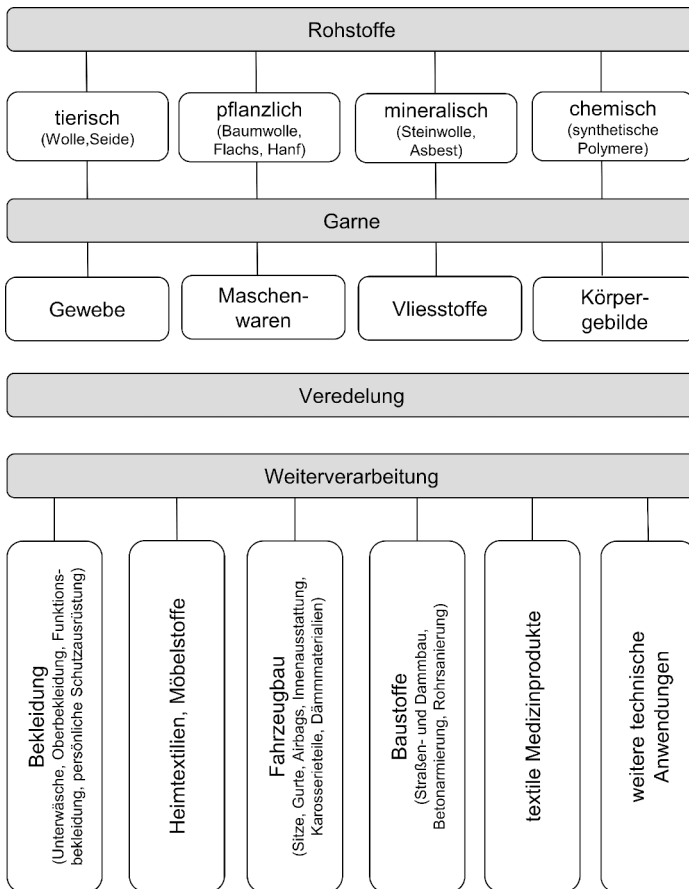 Rohstoffe
tierisch
(Wolle,Seide)
pflanzlich
(Baumwolle,
Flachs, Hanf)
mineralisch
(Steinwolle,
Asbest)
chemisch
(synthetische
Polymere)
Garne
Gewebe
Maschen-
waren
Vliesstoffe
Körper-
gebilde
Veredelung
Weiterverarbeitung
Bekleidung
(Unterwäsche, Oberbekleidung, Funktions-
bekleidung, persönliche Schutzausrüstung)
Heimtextilien, Möbelstoffe
Fahrzeugbau
(Sitze, Gurte, Airbags, Innenausstattung,
Karosserieteile, Dämmmaterialien)
Baustoffe
(Straßen- und Dammbau,
Betonarmierung, Rohrsanierung)
textile Medizinprodukte
weitere technische
Anwendungen